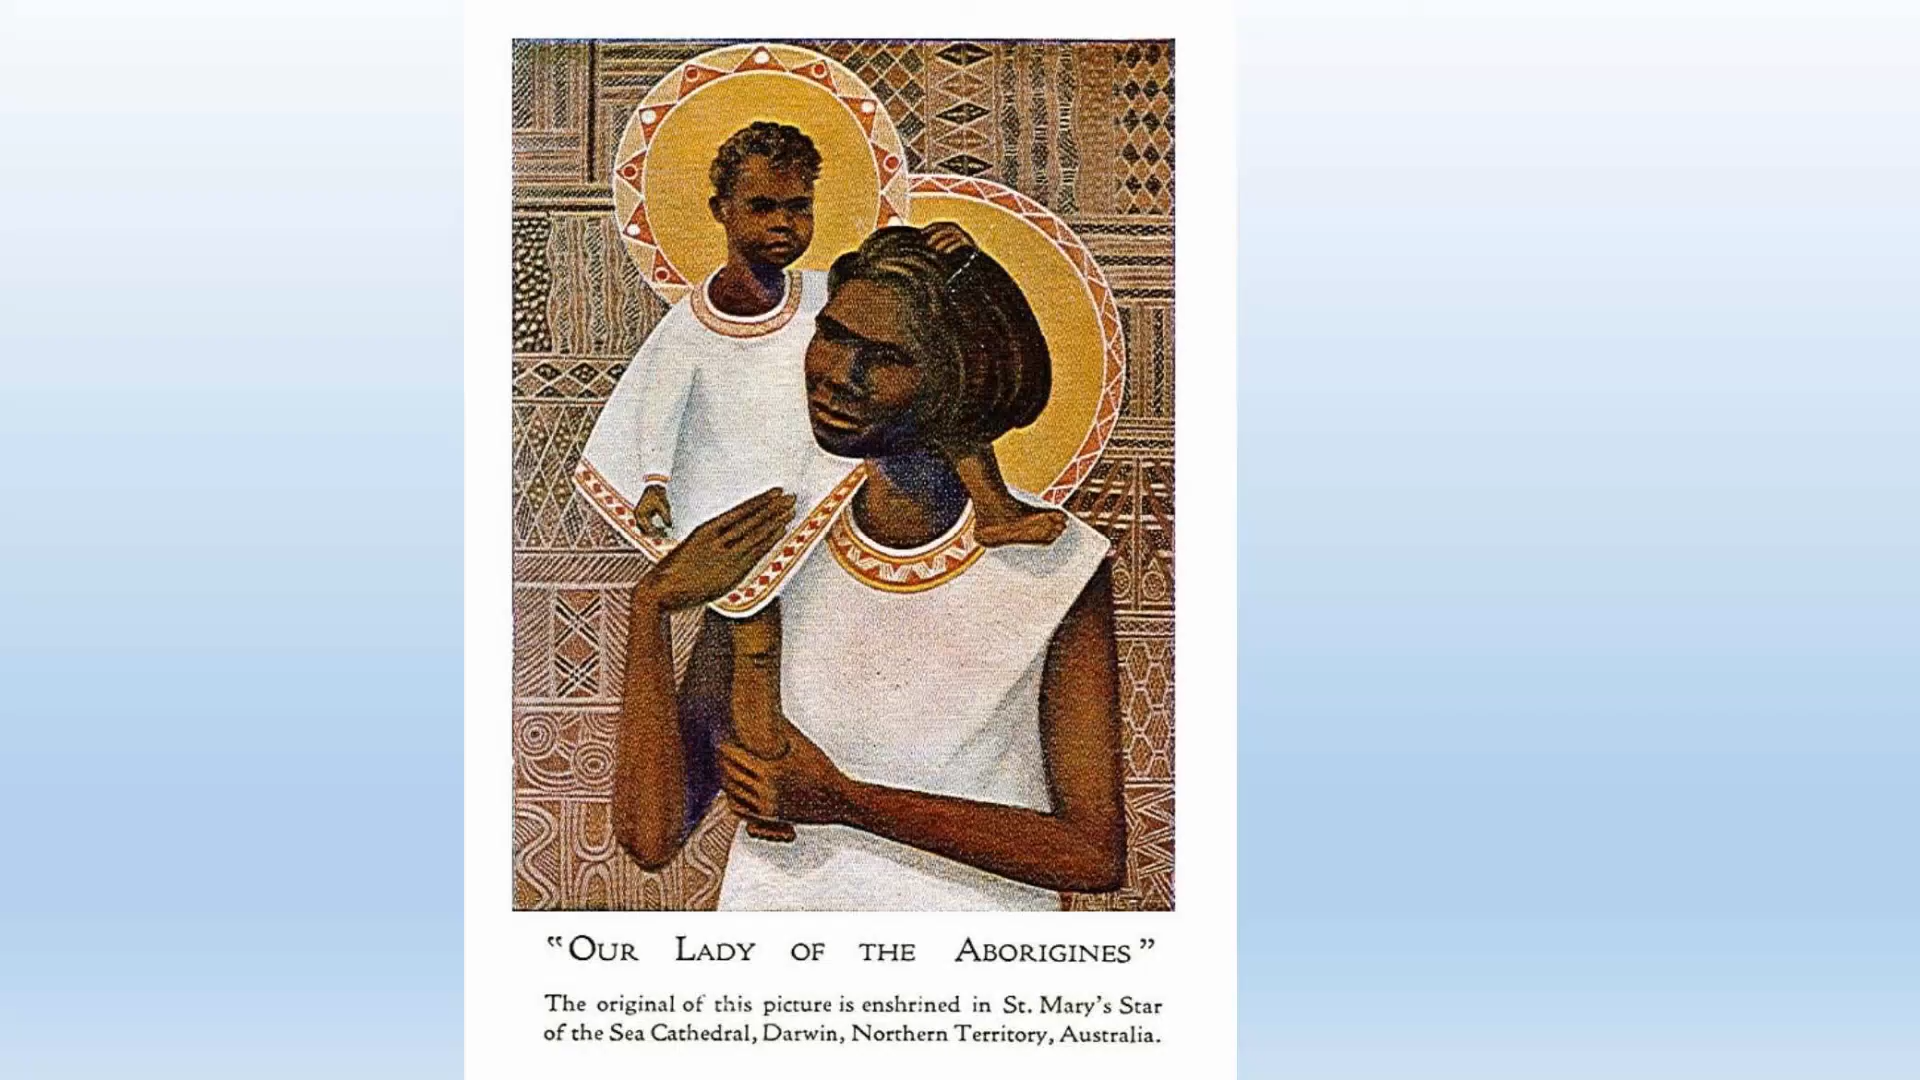 “OUR LADY OF THE ABORIGINES”
The original of this picture is enshrined in St. Mary’s Star
of the Sea Cathedral, Darwin, Northern Territory, Australia.